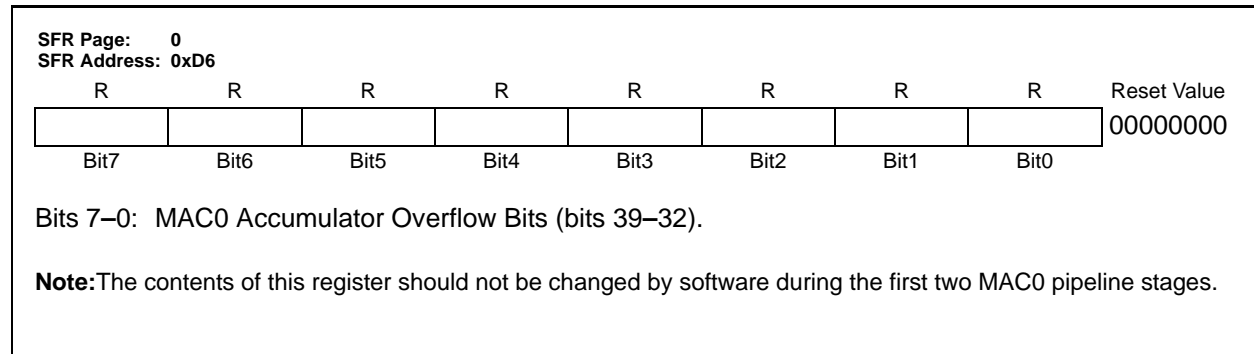 SFR Page: 0
SFR Address: 0xD6
R R R R R R R R Reset Value
00000000
Bit7 Bit6 Bit5 Bit4 Bit3 Bit2 Bit1 Bit0
Bits 7–0: MAC0 Accumulator Overflow Bits (bits 39–32).
Note:The contents of this register should not be changed by software during the first two MAC0 pipeline stages.